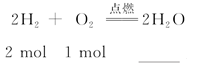 2H₂ + O₂ 点燃 ═══ 2H₂O
2 mol 1 mol ____